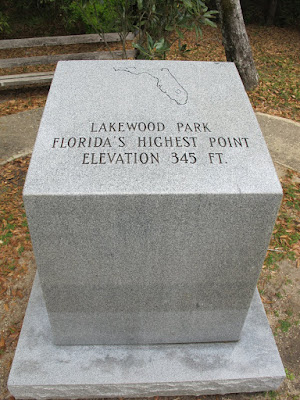 LAKEWOOD PARK
FLORIDA'S HIGHEST POINT
ELEVATION 345 FT.